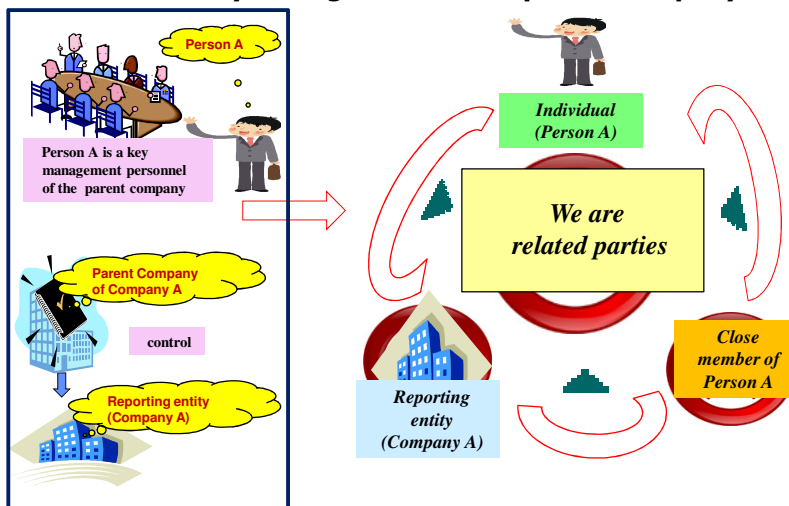 Person A
Person A is a key
management personnel
of the parent company
Parent Company
of Company A
control
Reporting entity
(Company A)
Individual
(Person A)
We are
related parties
Reporting
entity
(Company A)
Close
member of
Person A